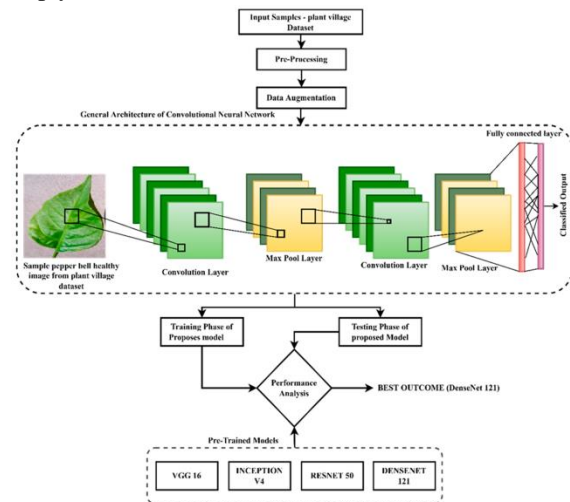 Input Samples - plant village
Dataset
Pre-Processing
Data Augmentation
General Architecture of Convolutional Neural Network
Fully connected layer
Classified Output
Sample pepper bell healthy
image from plant village
dataset
Convolution Layer
Max Pool Layer
Convolution Layer
Max Pool Layer
Training Phase of
Proposes model
Testing Phase of
proposed Model
Performance
Analysis
BEST OUTCOME (DenseNet 121)
Pre-Trained Models
VGG 16
INCEPTION
V4
RESNET 50
DENSENET
121